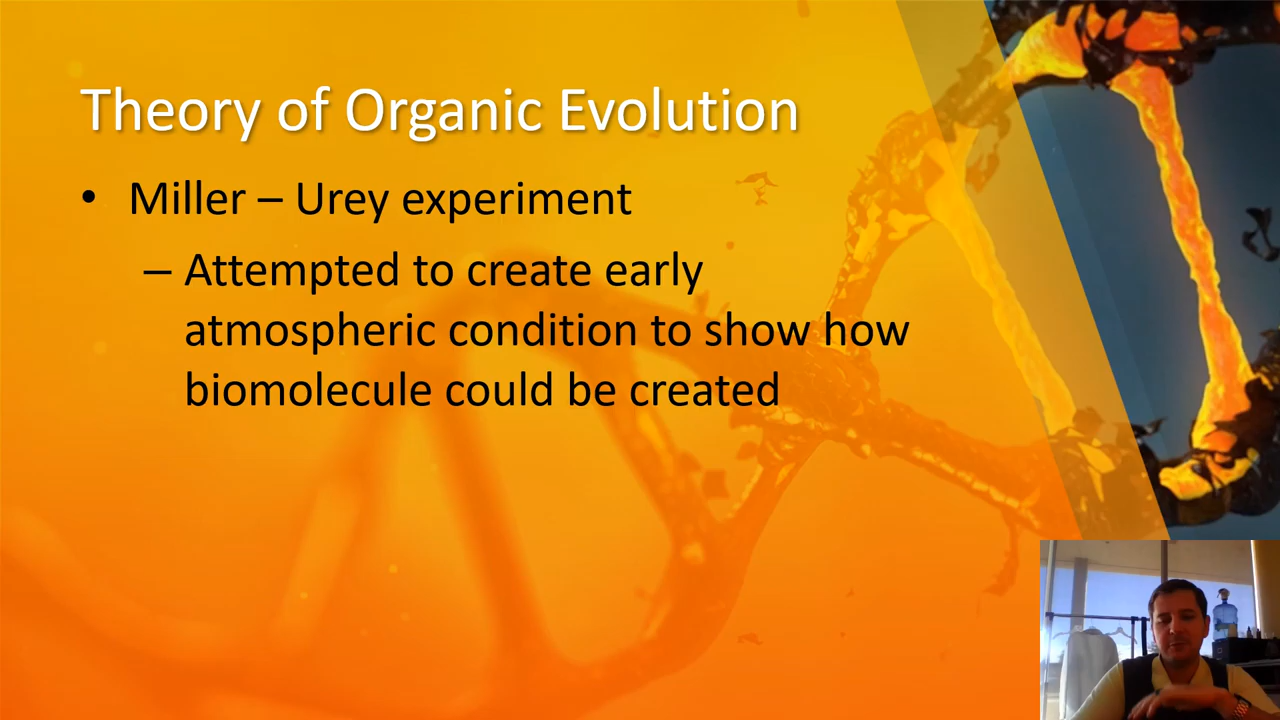 Theory of Organic Evolution
• Miller – Urey experiment
– Attempted to create early
atmospheric condition to show how
biomolecule could be created